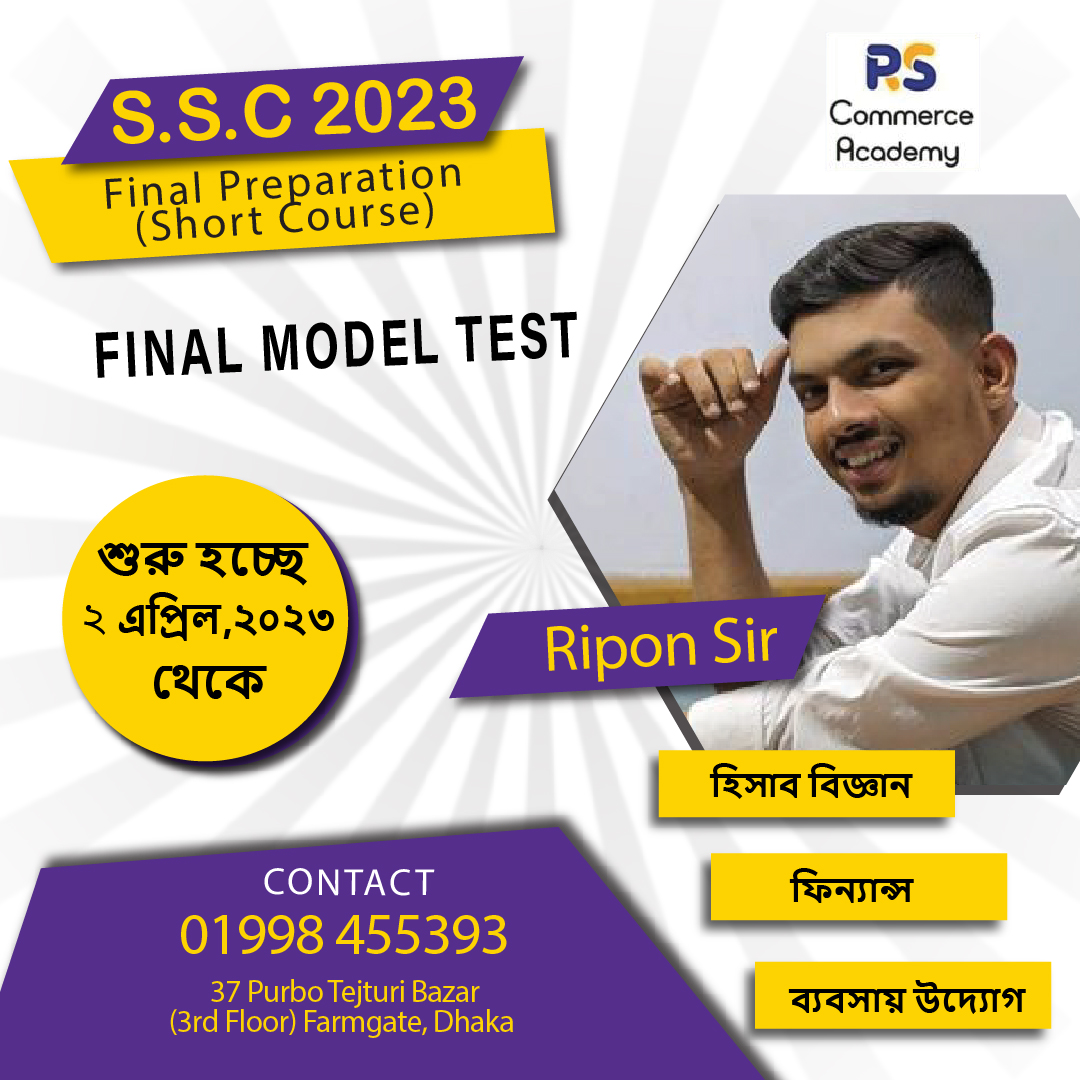 RS
Commerce
Academy
S.S.C 2023
Final Preparation
(Short Course)
FINAL MODEL TEST
শুরু হচ্ছে
২ এপ্রিল,২০২৩
থেকে
Ripon Sir
হিসাব বিজ্ঞান
ফিন্যান্স
ব্যবসায় উদ্যোগ
CONTACT
01998 455393
37 Purbo Tejturi Bazar
(3rd Floor) Farmgate, Dhaka